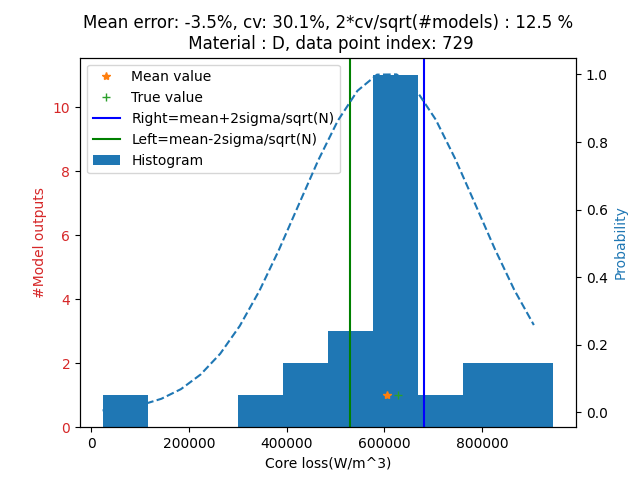 Mean error: -3.5%, cv: 30.1%, 2*cv/sqrt(#models) : 12.5 %
Material : D, data point index: 729
Mean value
True value
Right=mean+2sigma/sqrt(N)
Left=mean-2sigma/sqrt(N)
Histogram
#Model outputs
10
8
6
4
2
0
1.0
0.8
0.6
0.4
0.2
0.0
Probability
0 200000 400000 600000 800000
Core loss(W/m^3)